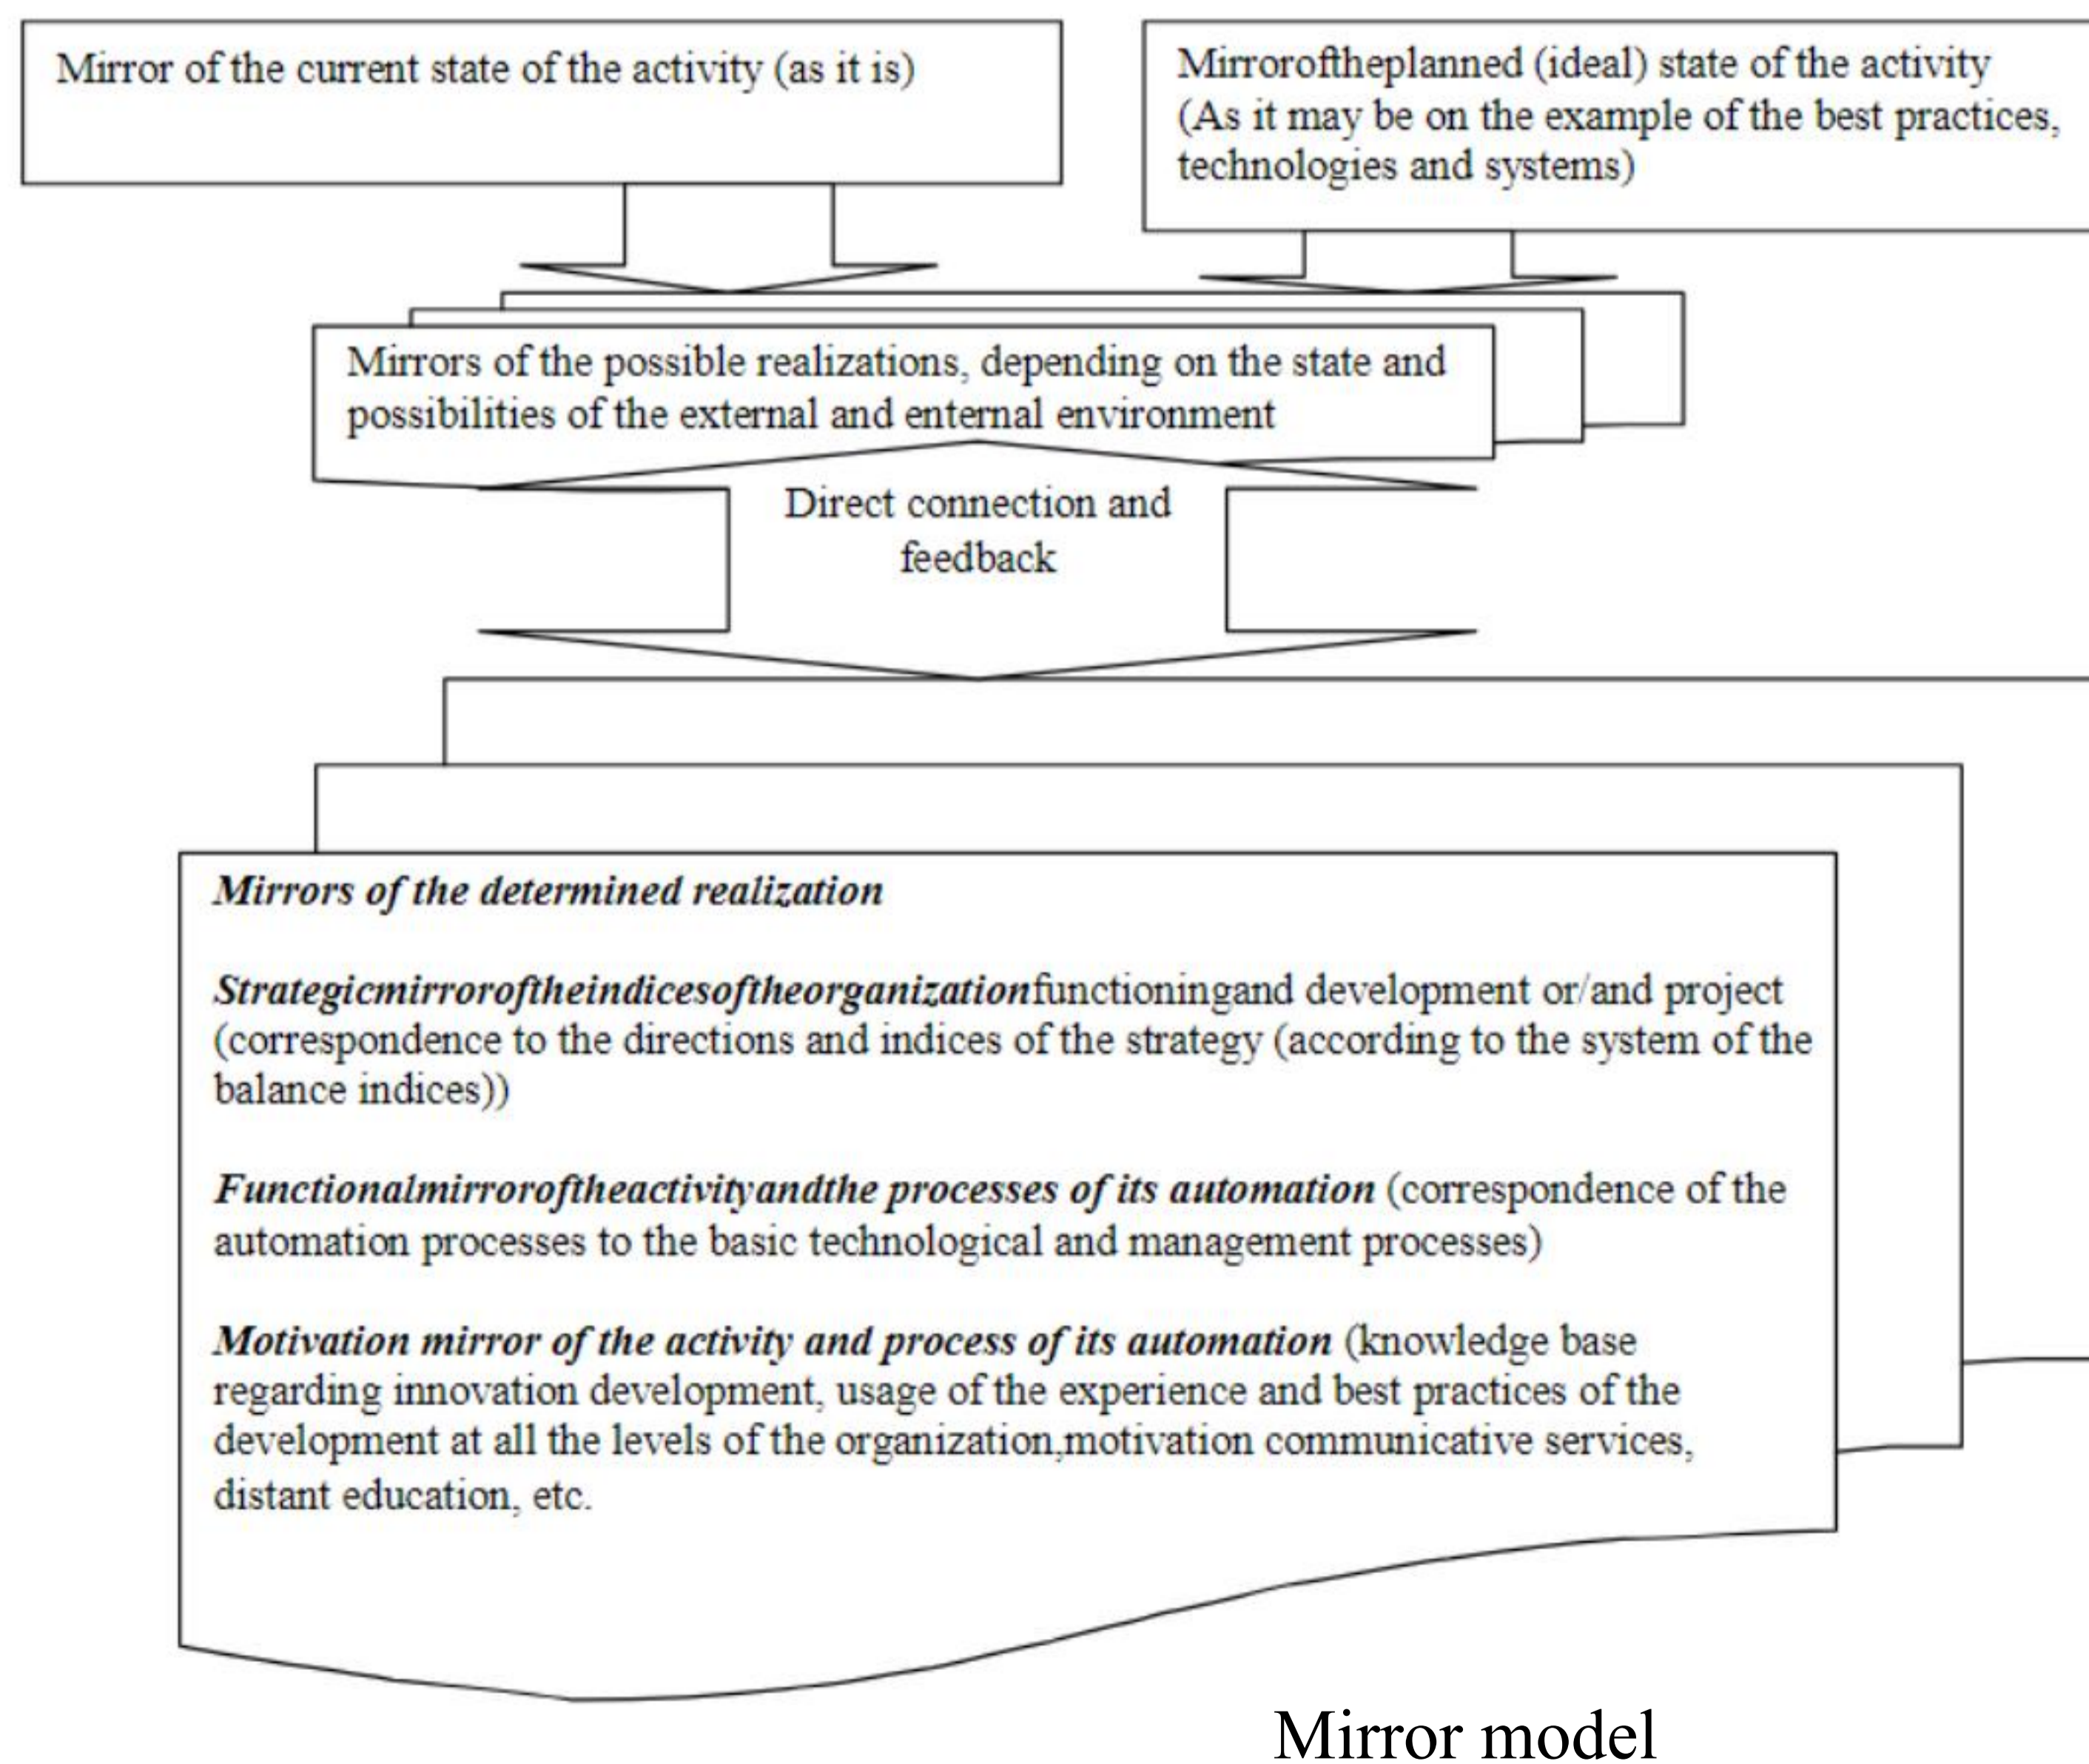 Mirror of the current state of the activity (as it is)
Mirroroftheplanned (ideal) state of the activity
(As it may be on the example of the best practices,
technologies and systems)
Mirrors of the possible realizations, depending on the state and
possibilities of the external and enternal environment
Direct connection and
feedback
Mirrors of the determined realization
Strategicmirroroftheindicesoftheorganizationfunctioningand development or/and project
(correspondence to the directions and indices of the strategy (according to the system of the
balance indices))
Functionalmirroroftheactivityandthe processes of its automation (correspondence of the
automation processes to the basic technological and management processes)
Motivation mirror of the activity and process of its automation (knowledge base
regarding innovation development, usage of the experience and best practices of the
development at all the levels of the organization,motivation communicative services,
distant education, etc.
Mirror model